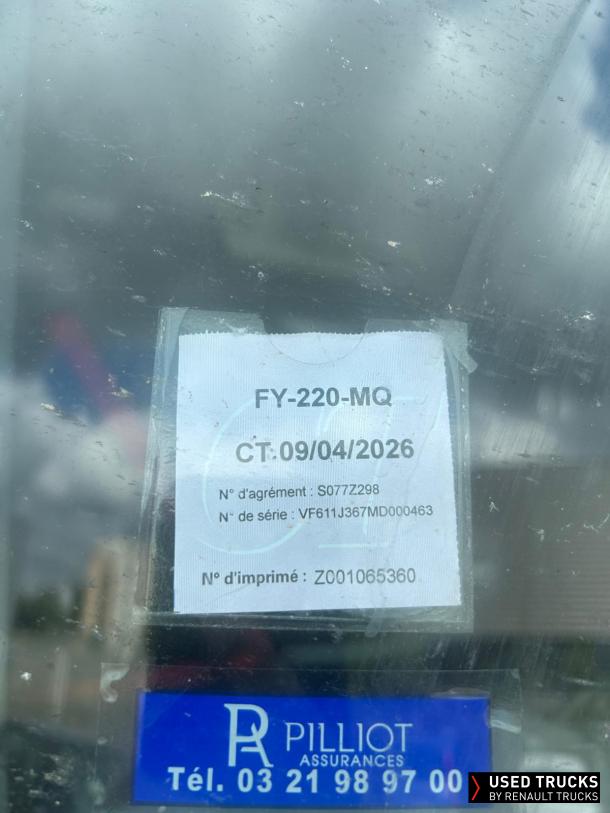 FY-220-MQ
CT:09/04/2026
N° d'agrément : S077Z298
N° de série : VF611J367MD000463
N° d'imprimé : Z001065360
PILLIOT
ASSURANCES
Tél. 03 21 98 97 00
USED TRUCKS
BY RENAULT TRUCKS